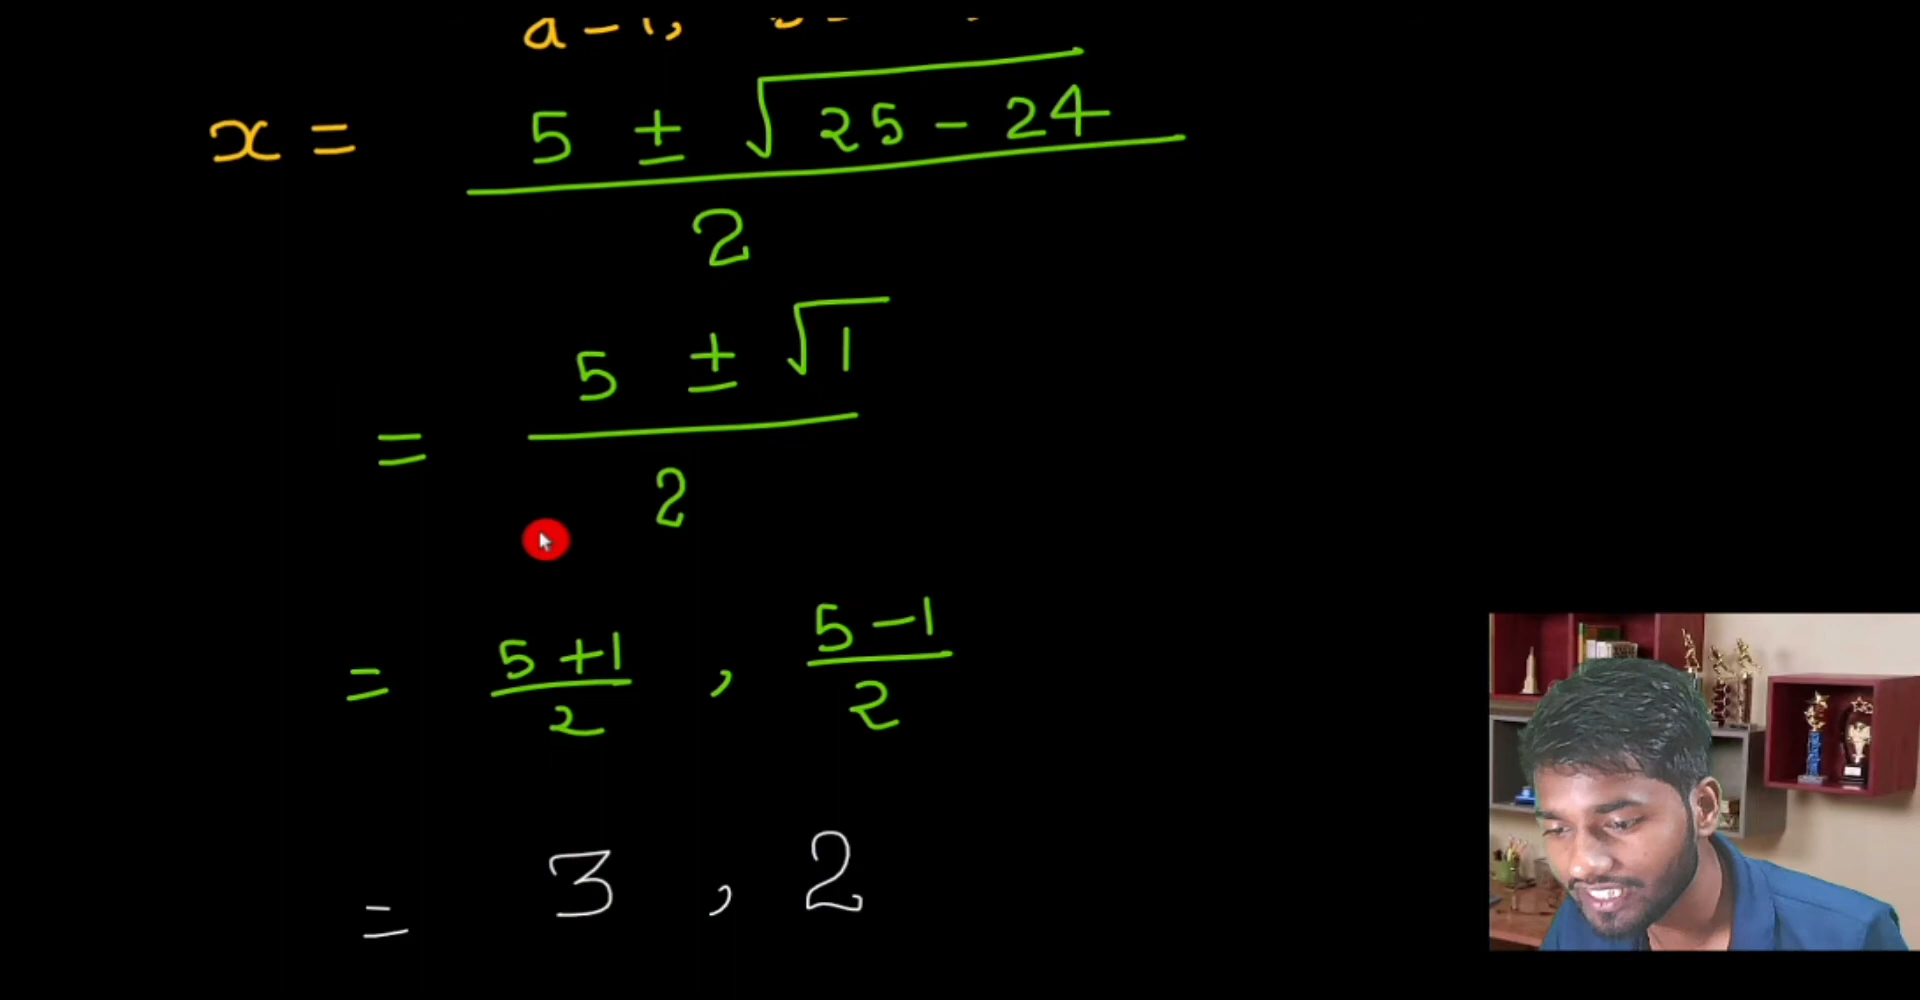 x = 5 ± √25 - 24
2
= 5 ± √1
2
= 5 + 1 , 5 - 1
2 2
= 3 , 2